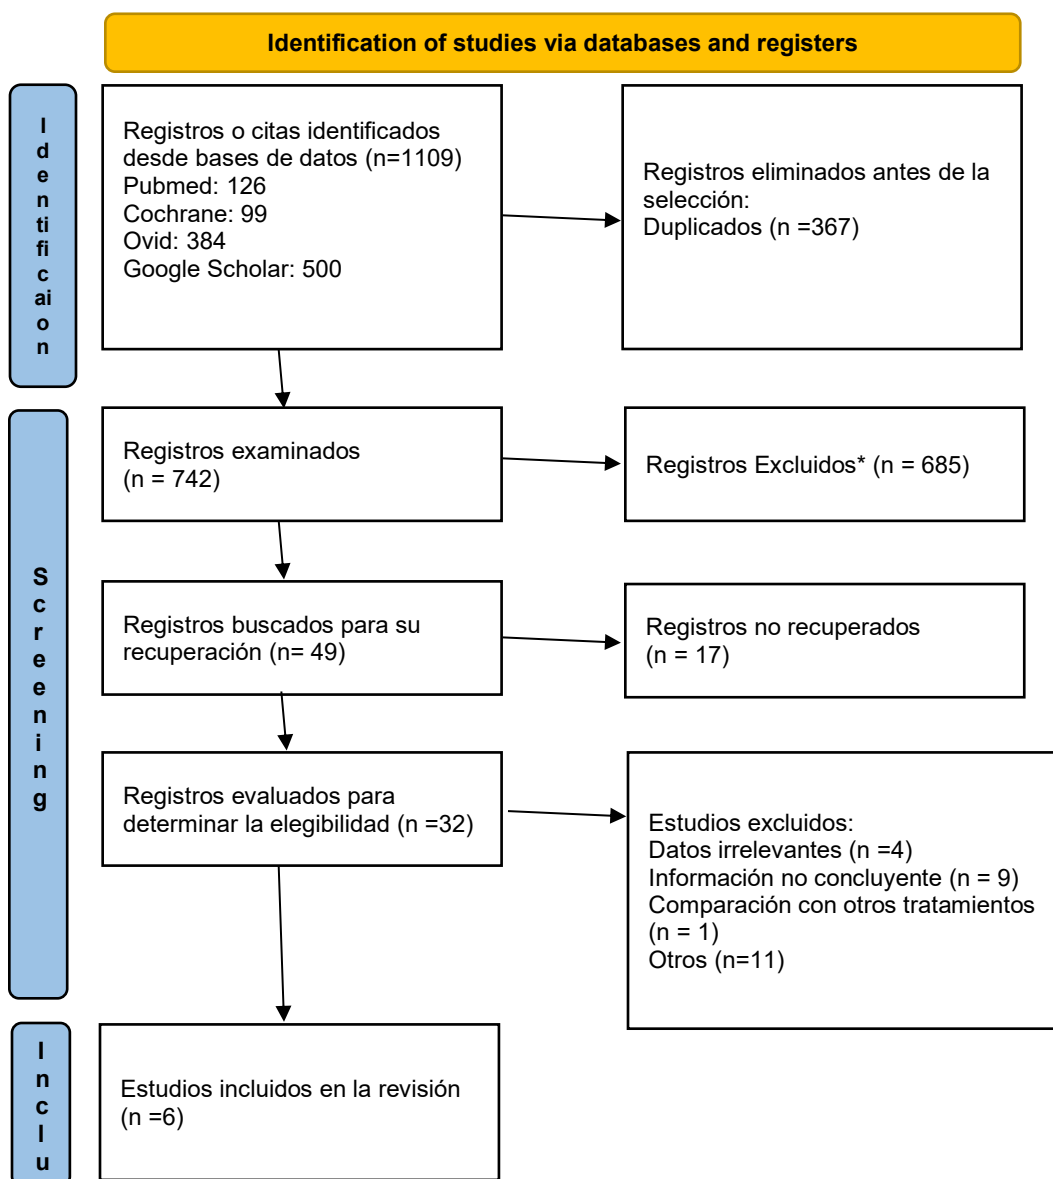 Identification of studies via databases and registers
I
d
e
n
ti
fi
c
ai
o
n
Registros o citas identificados
desde bases de datos (n=1109)
Pubmed: 126
Cochrane: 99
Ovid: 384
Google Scholar: 500
Registros eliminados antes de la
selección:
Duplicados (n =367)
S
c
r
e
e
n
i
n
g
Registros examinados
(n = 742)
Registros Excluidos* (n = 685)
Registros buscados para su
recuperación (n= 49)
Registros no recuperados
(n = 17)
Registros evaluados para
determinar la elegibilidad (n =32)
Estudios excluidos:
Datos irrelevantes (n =4)
Información no concluyente (n = 9)
Comparación con otros tratamientos
(n = 1)
Otros (n=11)
I
n
c
l
u
Estudios incluidos en la revisión
(n =6)